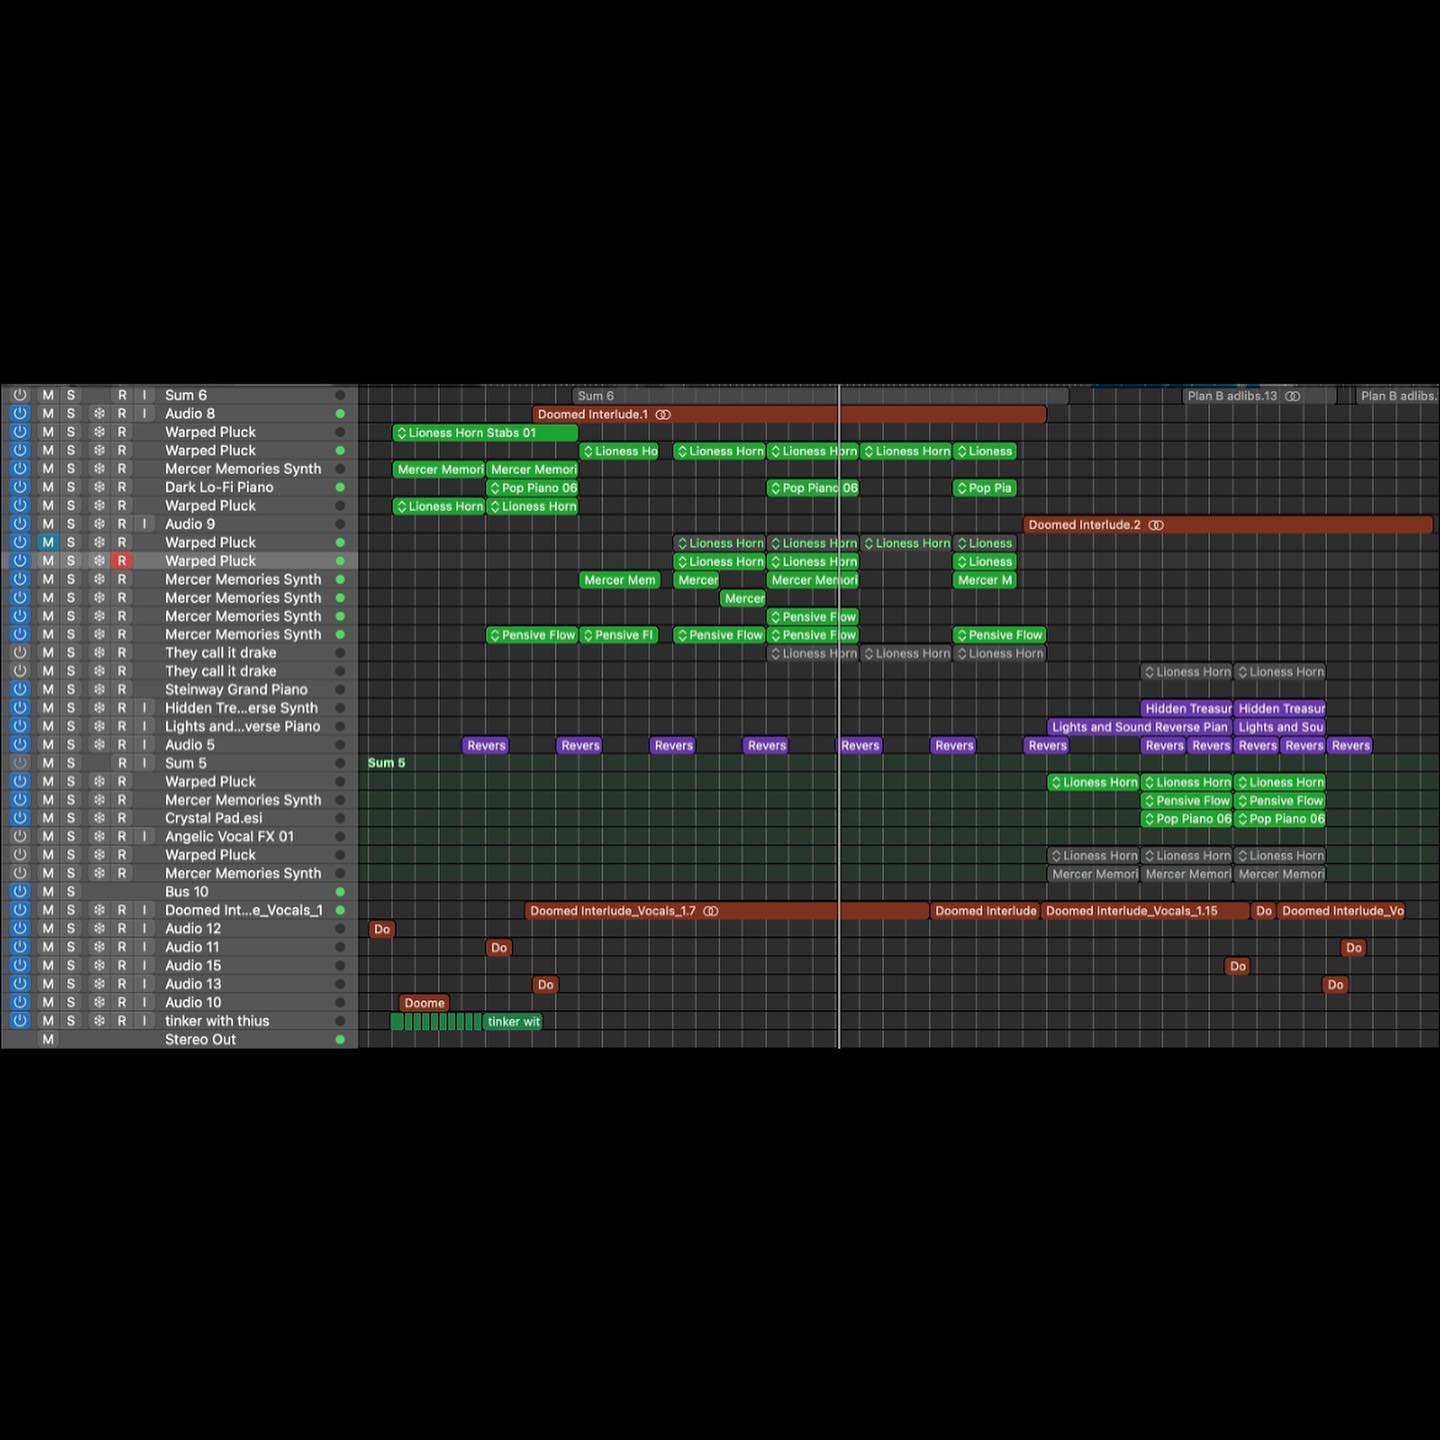 M S R I Sum 6 Sum 6 Plan B adlibs.13 Plan B adlibs.
M S R I Audio 8 Doomed Interlude.1
M S R Warped Pluck Lioness Horn Stabs 01
M S R Warped Pluck Lioness Ho Lioness Horn Lioness Horn Lioness Horn Lioness
M S R Mercer Memories Synth Mercer Memori Mercer Memori
M S R Dark Lo-Fi Piano Pop Piano 06 Pop Piano 06 Pop Pia
M S R Warped Pluck Lioness Horn Lioness Horn
M S R I Audio 9 Doomed Interlude.2
M S R Warped Pluck Lioness Horn Lioness Horn Lioness Horn Lioness
M S R Warped Pluck Lioness Horn Lioness Horn Lioness
M S R Mercer Memories Synth Mercer Mem Mercer Mercer Memori Mercer M
M S R Mercer Memories Synth Mercer
M S R Mercer Memories Synth Pensive Flow
M S R Mercer Memories Synth Pensive Flow Pensive Fl Pensive Flow Pensive Flow Pensive Flow
M S R They call it drake Lioness Horn Lioness Horn Lioness Horn
M S R They call it drake Lioness Horn Lioness Horn
M S R Steinway Grand Piano
M S R I Hidden Tre...erse Synth Hidden Treasur Hidden Treasur
M S R I Lights and...verse Piano Lights and Sound Reverse Pian Lights and Sou
M S R I Audio 5 Revers Revers Revers Revers Revers Revers Revers Revers Revers Revers Revers Revers
M S R I Sum 5 Sum 5
M S R Warped Pluck Lioness Horn Lioness Horn Lioness Horn
M S R Mercer Memories Synth Pensive Flow Pensive Flow
M S R Crystal Pad.esi Pop Piano 06 Pop Piano 06
M S R I Angelic Vocal FX 01
M S R Warped Pluck Lioness Horn Lioness Horn Lioness Horn
M S R Mercer Memories Synth Mercer Memori Mercer Memori Mercer Memori
M S Bus 10
M S R I Doomed Int...e_Vocals_1 Doomed Interlude_Vocals_1.7 Doomed Interlude Doomed Interlude_Vocals_1.15 Do Doomed Interlude_Vo
M S R I Audio 12 Do
M S R I Audio 11 Do Do
M S R I Audio 15 Do
M S R I Audio 13 Do Do
M S R I Audio 10 Doome
M S R I tinker with thius tinker wit
M Stereo Out